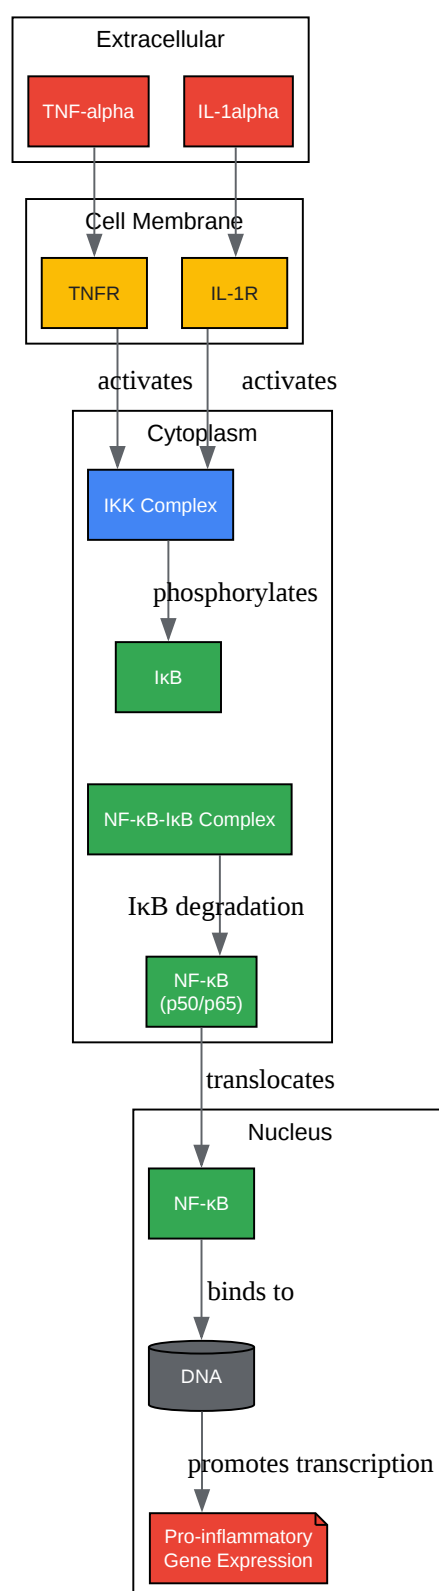 Extracellular
TNF-alpha
IL-1alpha
Cell Membrane
TNFR
IL-1R
activates
activates
Cytoplasm
IKK Complex
phosphorylates
IκB
NF-κB-IκB Complex
IκB degradation
NF-κB
(p50/p65)
translocates
Nucleus
NF-κB
binds to
DNA
promotes transcription
Pro-inflammatory
Gene Expression